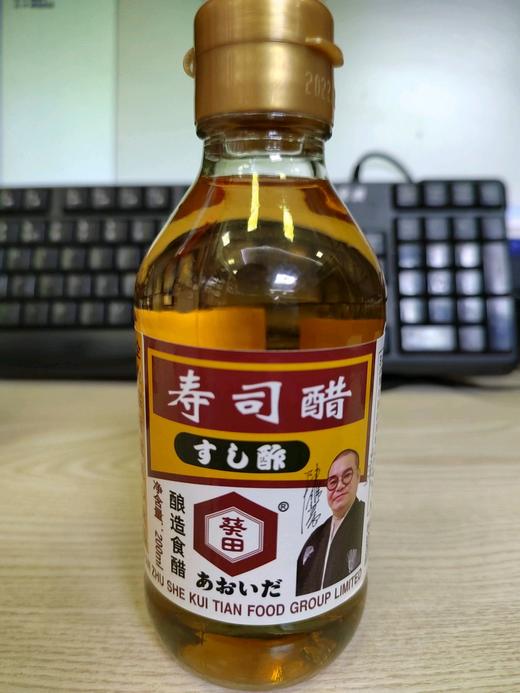 寿司醋
すし酢
酿造食醋
净含量：200ml
葵田
®
あおいだ
ZHU SHE KUI TIAN FOOD GROUP LIMITED